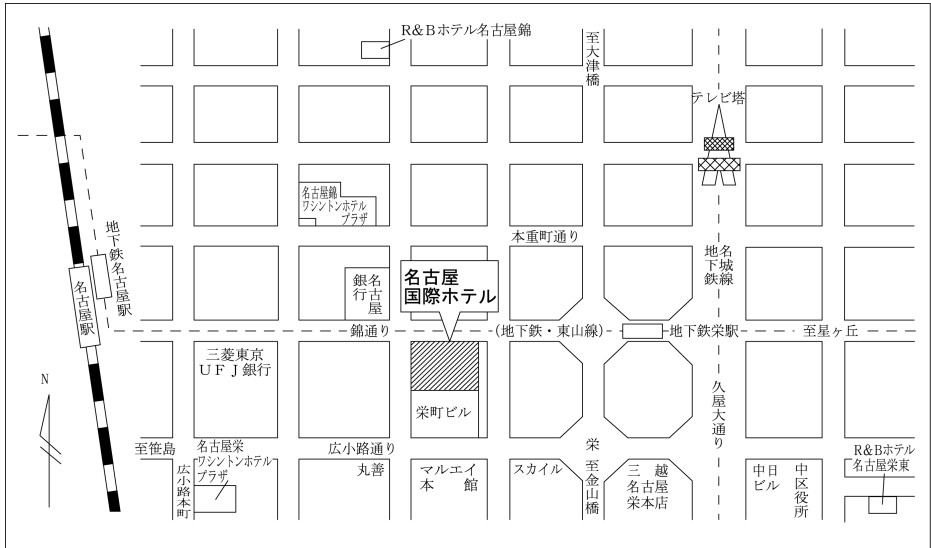 R&Bホテル名古屋錦
至大津橋
テレビ塔
名古屋錦
ワシントンホテル
プラザ
本重町通り
地下鉄名古屋駅
名古屋駅
名古屋
銀行
名古屋
国際ホテル
地下鉄
名城線
錦通り
(地下鉄・東山線)
地下鉄栄駅
至星ヶ丘
三菱東京
UFJ銀行
N
栄町ビル
久屋大通り
至笹島
名古屋栄
ワシントンホテル
プラザ
広小路通り
広小路本町
丸善
マルエイ
本館
スカイル
栄
至金山橋
三越
名古屋
栄本店
中日
ビル
中区役所
R&Bホテル
名古屋栄東